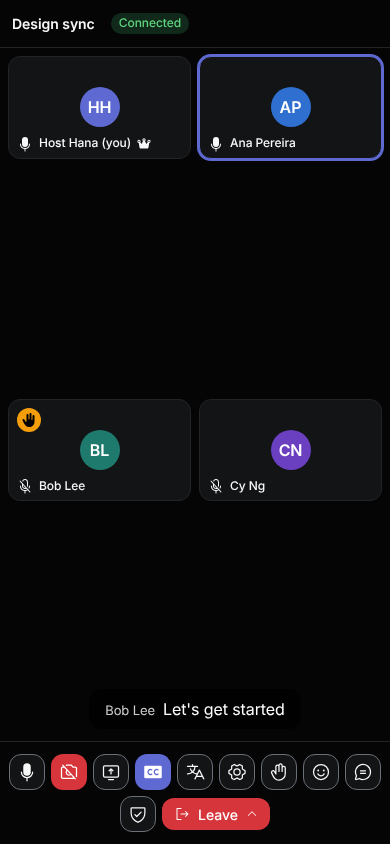 Design sync
Connected
HH
Host Hana (you)
AP
Ana Pereira
BL
Bob Lee
CN
Cy Ng
Bob Lee Let's get started
CC
Leave